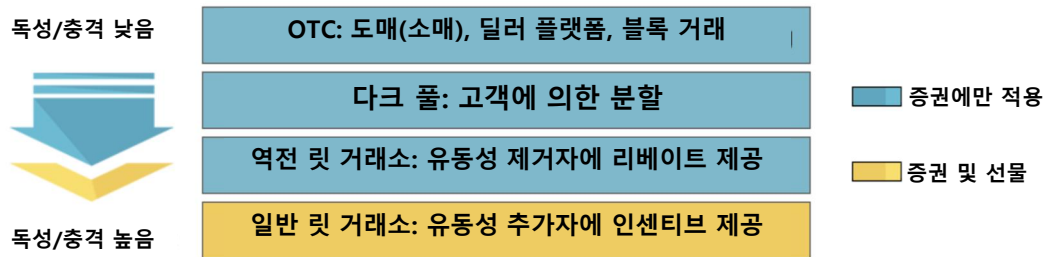 독성/충격 낮음
OTC: 도매(소매), 딜러 플랫폼, 블록 거래
다크 풀: 고객에 의한 분할
증권에만 적용
역전 릿 거래소: 유동성 제거자에 리베이트 제공
증권 및 선물
일반 릿 거래소: 유동성 추가자에 인센티브 제공
독성/충격 높음